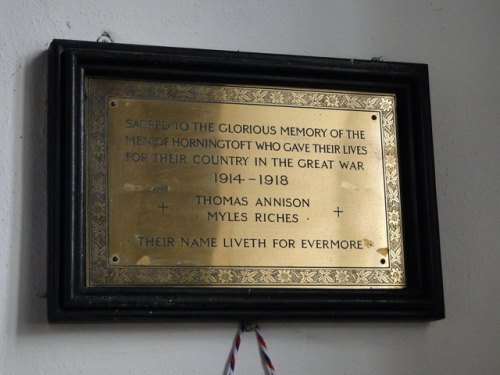 SACRED TO THE GLORIOUS MEMORY OF THE
MEN OF HORNINGTOFT WHO GAVE THEIR LIVES
FOR THEIR COUNTRY IN THE GREAT WAR
1914-1918
THOMAS ANNISON
· MYLES RICHES ·
THEIR NAME LIVETH FOR EVERMORE